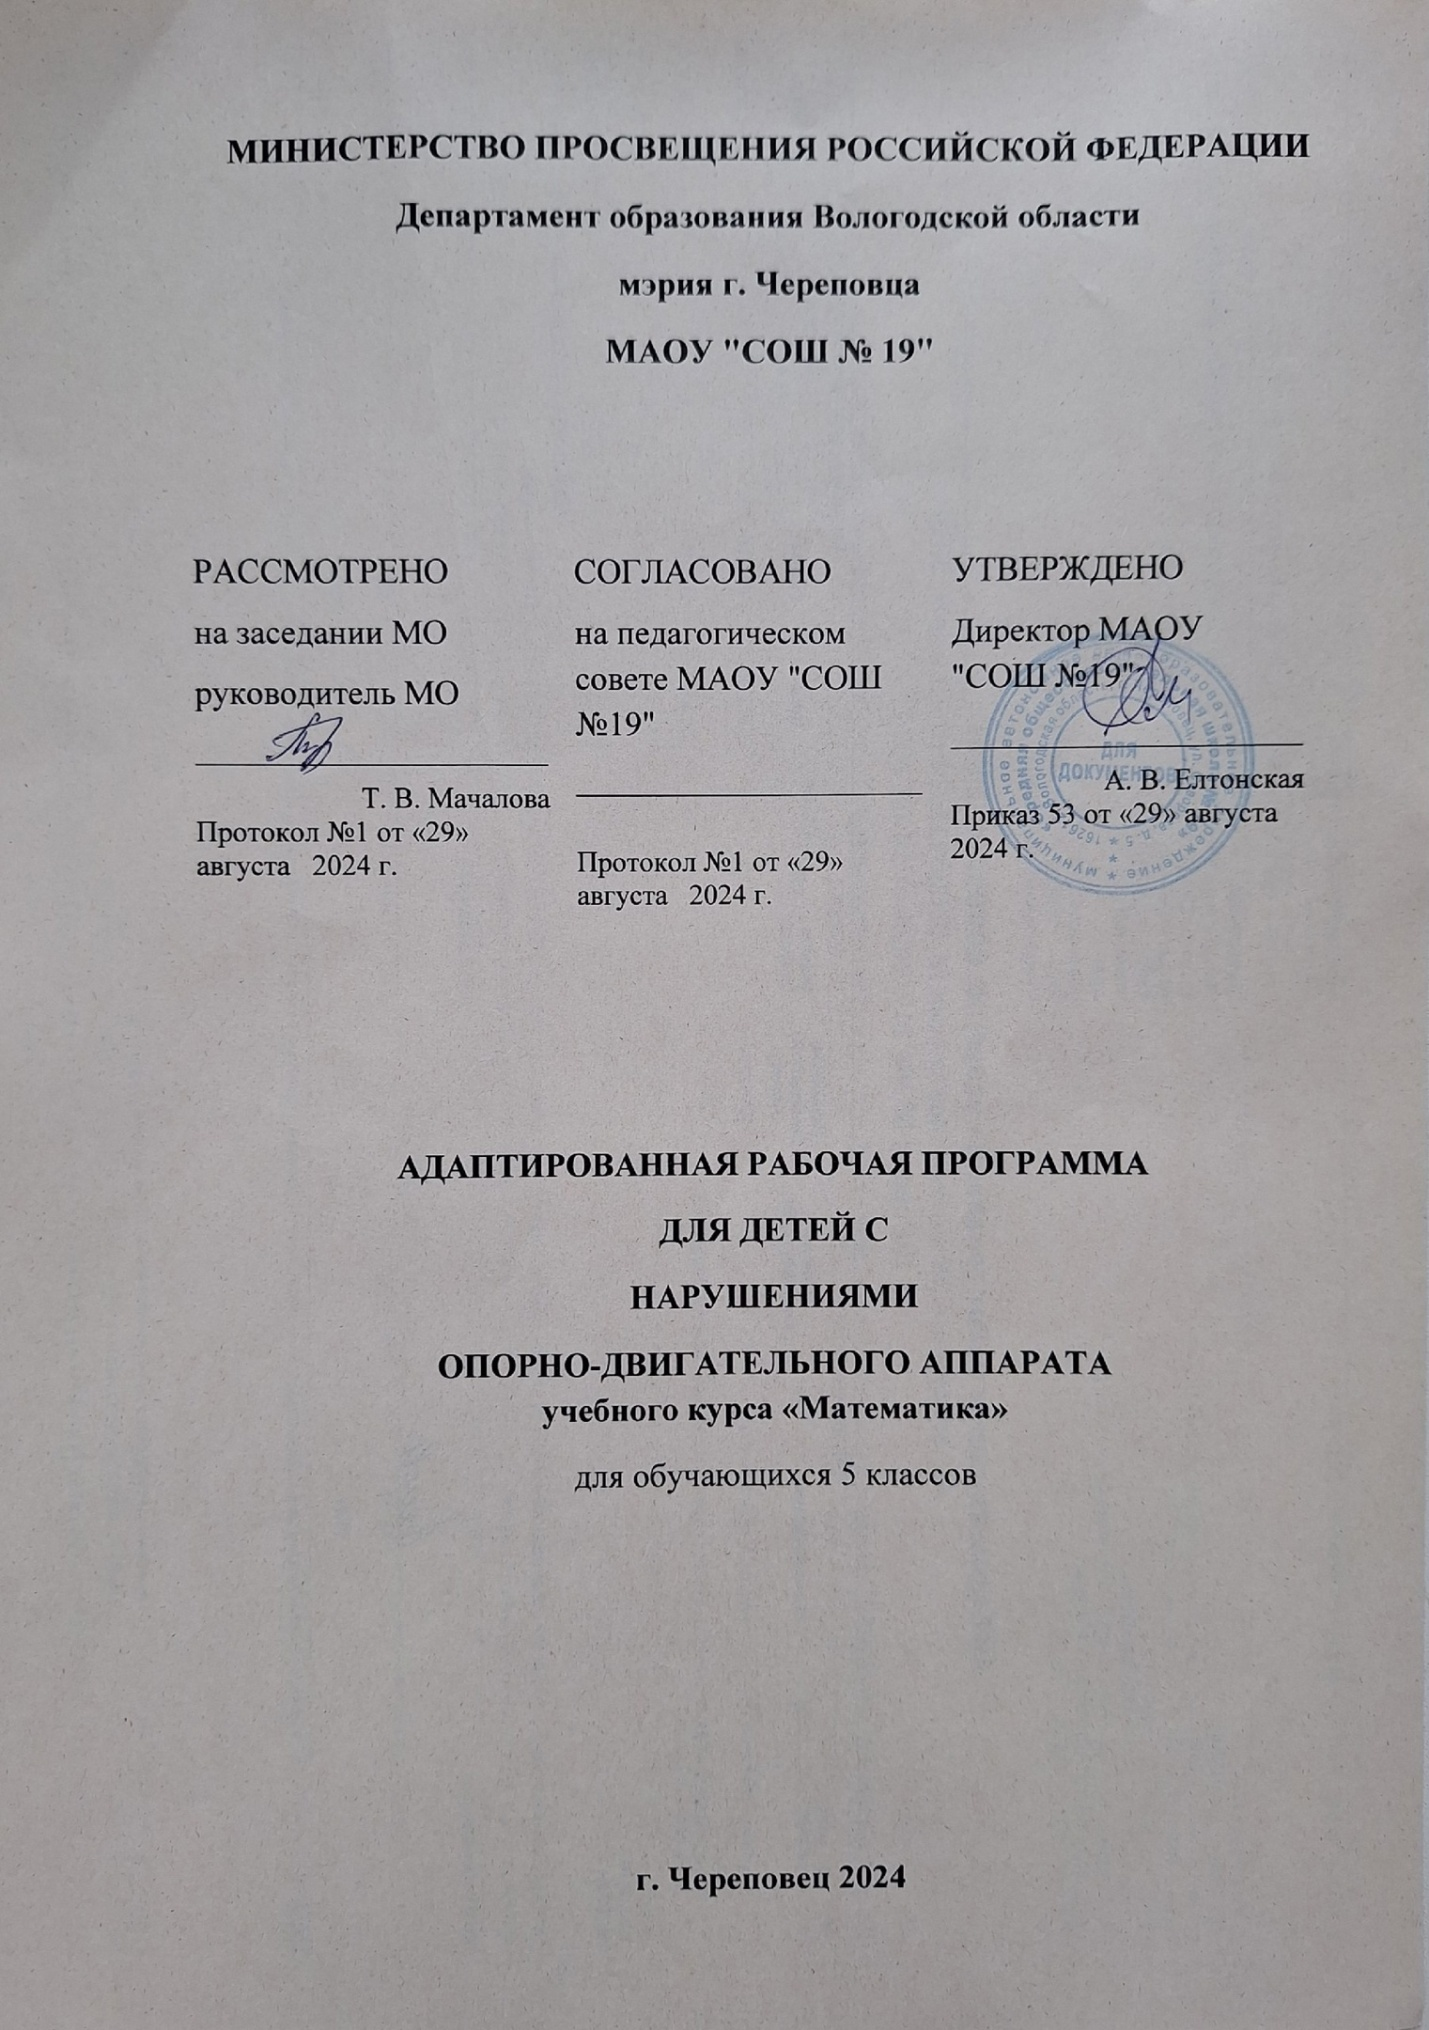 МИНИСТЕРСТВО ПРОСВЕЩЕНИЯ РОССИЙСКОЙ ФЕДЕРАЦИИ
Департамент образования Вологодской области
мэрия г. Череповца
МАОУ "СОШ № 19"
РАССМОТРЕНО
на заседании МО
руководитель МО
Т. В. Мачалова
Протокол №1 от «29»
августа 2024 г.
СОГЛАСОВАНО
на педагогическом
совете МАОУ "СОШ
№19"
Протокол №1 от «29»
августа 2024 г.
УТВЕРЖДЕНО
Директор МАОУ
"СОШ №19"
А. В. Елтонская
Приказ 53 от «29» августа
2024 г.
ДЛЯ
ДОКУМЕНТОВ
АДАПТИРОВАННАЯ РАБОЧАЯ ПРОГРАММА
ДЛЯ ДЕТЕЙ С
НАРУШЕНИЯМИ
ОПОРНО-ДВИГАТЕЛЬНОГО АППАРАТА
учебного курса «Математика»
для обучающихся 5 классов
г. Череповец 2024